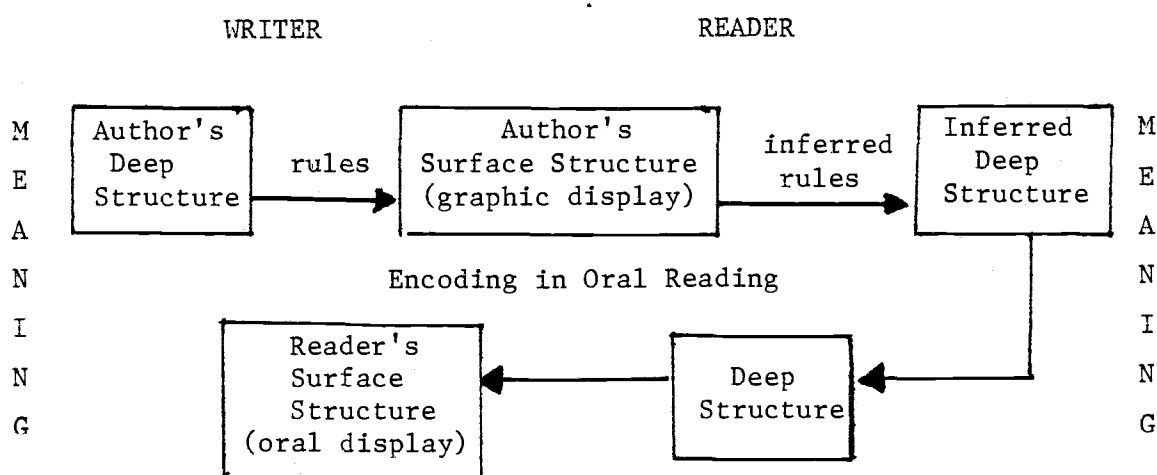 WRITER READER
M
E
A
N
I
N
G
Author's
Deep
Structure
rules
Author's
Surface Structure
(graphic display)
inferred
rules
Inferred
Deep
Structure
M
E
A
N
I
N
G
Encoding in Oral Reading
Reader's
Surface
Structure
(oral display)
Deep
Structure